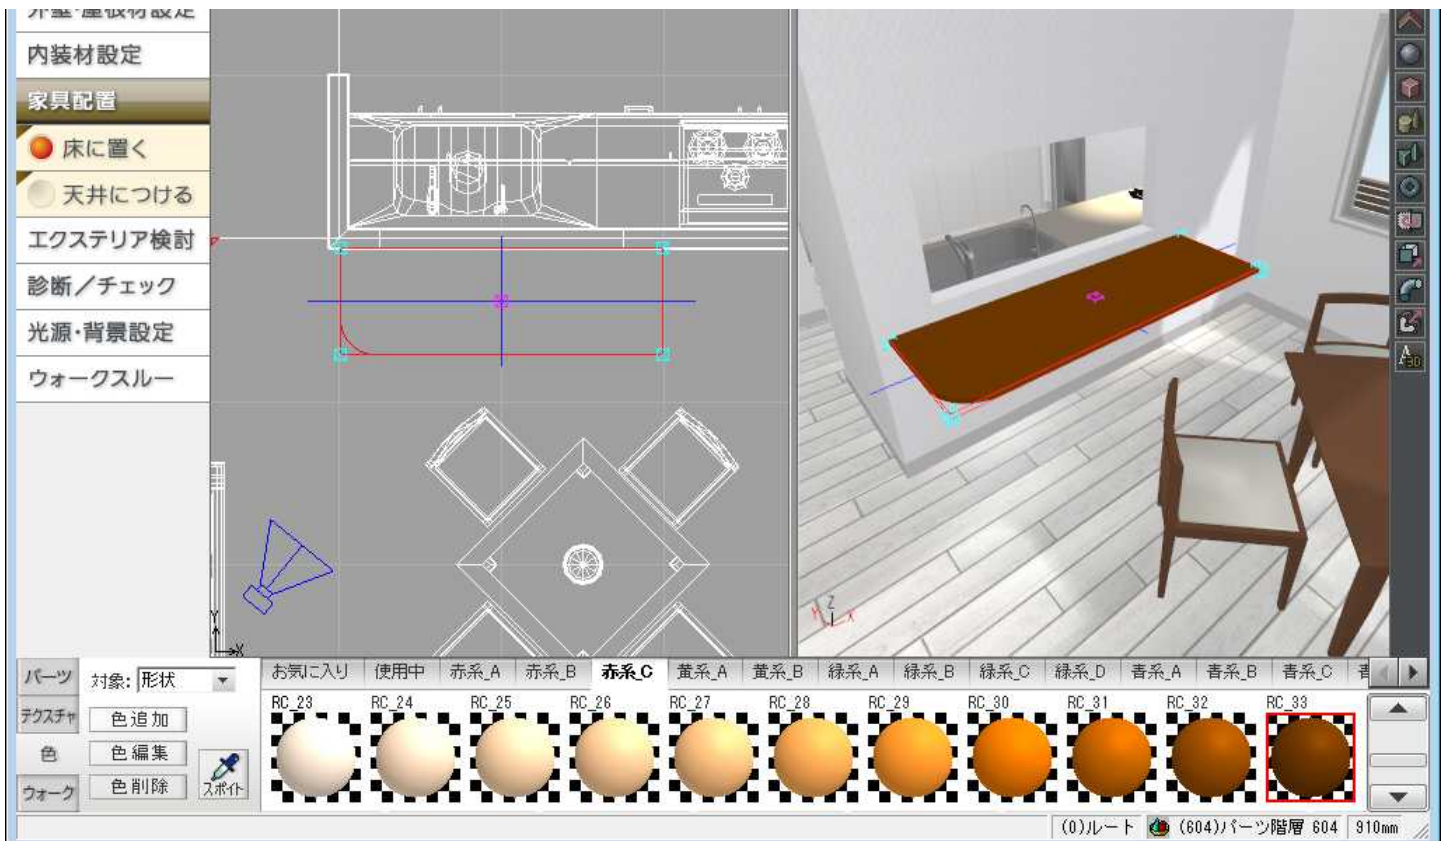 外壁・屋根材設定
内装材設定
家具配置
床に置く
天井につける
エクステリア検討
診断／チェック
光源・背景設定
ウォークスルー
Y
X
Z
Y
X
3D
パーツ
テクスチャ
色
ウォーク
対象: 形状
色追加
色編集
色削除
スポイト
お気に入り 使用中 赤系_A 赤系_B 赤系_C 黄系_A 黄系_B 緑系_A 緑系_B 緑系_C 緑系_D 青系_A 青系_B 青系_C
RC_23 RC_24 RC_25 RC_26 RC_27 RC_28 RC_29 RC_30 RC_31 RC_32 RC_33
(0)ルート (604)パーツ階層 604 910mm